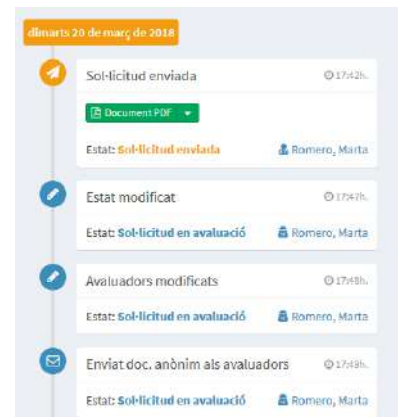 dimarts 20 de març de 2018
Sol·licitud enviada 17:42h.
Document PDF
Estat: Sol·licitud enviada Romero, Marta
Estat modificat 17:47h.
Estat: Sol·licitud en avaluació Romero, Marta
Avaluadors modificats 17:48h.
Estat: Sol·licitud en avaluació Romero, Marta
Enviat doc. anònim als avaluadors 17:48h.
Estat: Sol·licitud en avaluació Romero, Marta